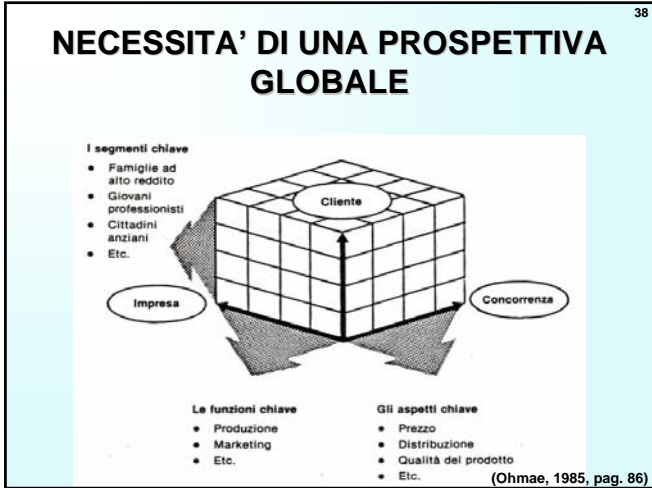 38
NECESSITA’ DI UNA PROSPETTIVA
GLOBALE
I segmenti chiave
• Famiglie ad
alto reddito
• Giovani
professionisti
• Cittadini
anziani
• Etc.
Cliente
Impresa
Concorrenza
Le funzioni chiave
• Produzione
• Marketing
• Etc.
Gli aspetti chiave
• Prezzo
• Distribuzione
• Qualità del prodotto
• Etc.
(Ohmae, 1985, pag. 86)